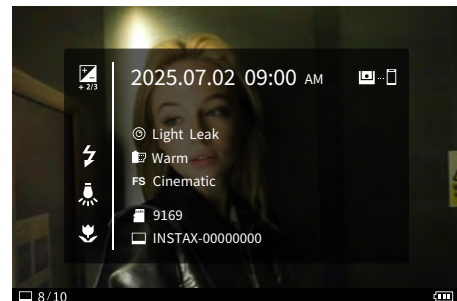 + 2/3
2025.07.02 09:00 AM
Light Leak
Warm
FS Cinematic
9169
INSTAX-00000000
8/10